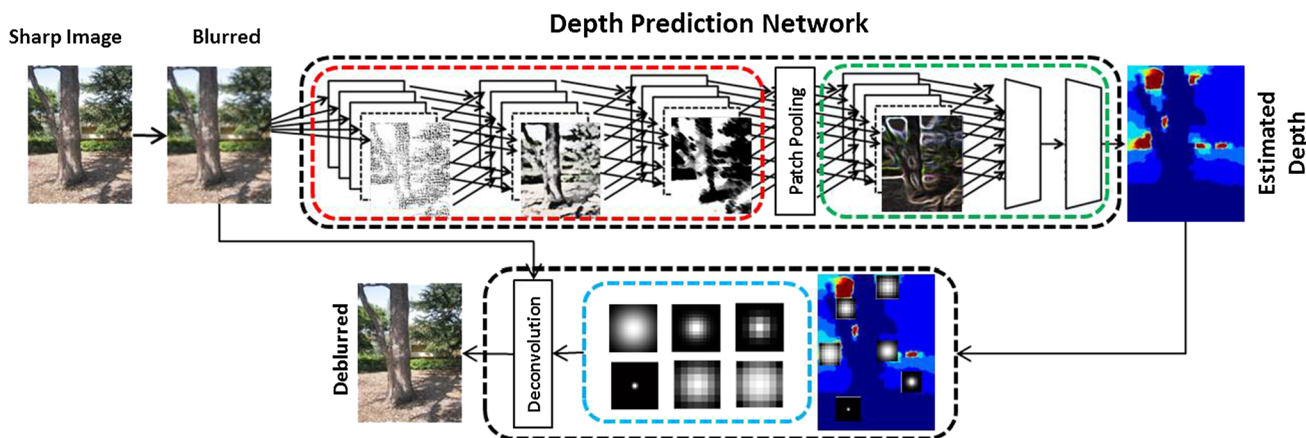 Depth Prediction Network
Sharp Image
Blurred
Patch Pooling
Estimated
Depth
Deblurred
Deconvolution